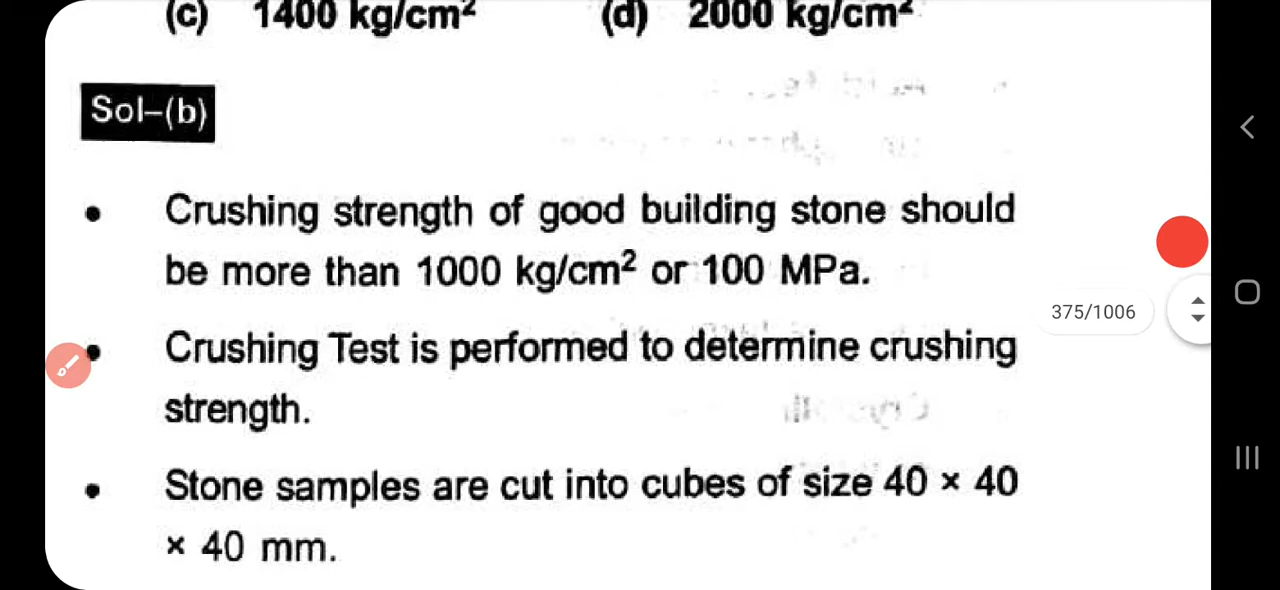 (c) 1400 kg/cm² (d) 2000 kg/cm²
Sol–(b)
• Crushing strength of good building stone should
be more than 1000 kg/cm² or 100 MPa.
375/1006
• Crushing Test is performed to determine crushing
strength.
• Stone samples are cut into cubes of size 40 × 40
× 40 mm.